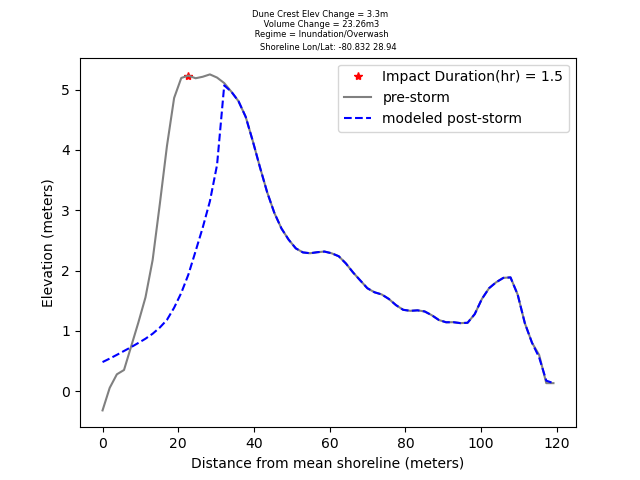 Dune Crest Elev Change = 3.3m
Volume Change = 23.26m3
Regime = Inundation/Overwash
Shoreline Lon/Lat: -80.832 28.94
Impact Duration(hr) = 1.5
pre-storm
modeled post-storm
Elevation (meters)
5
4
3
2
1
0
0 20 40 60 80 100 120
Distance from mean shoreline (meters)